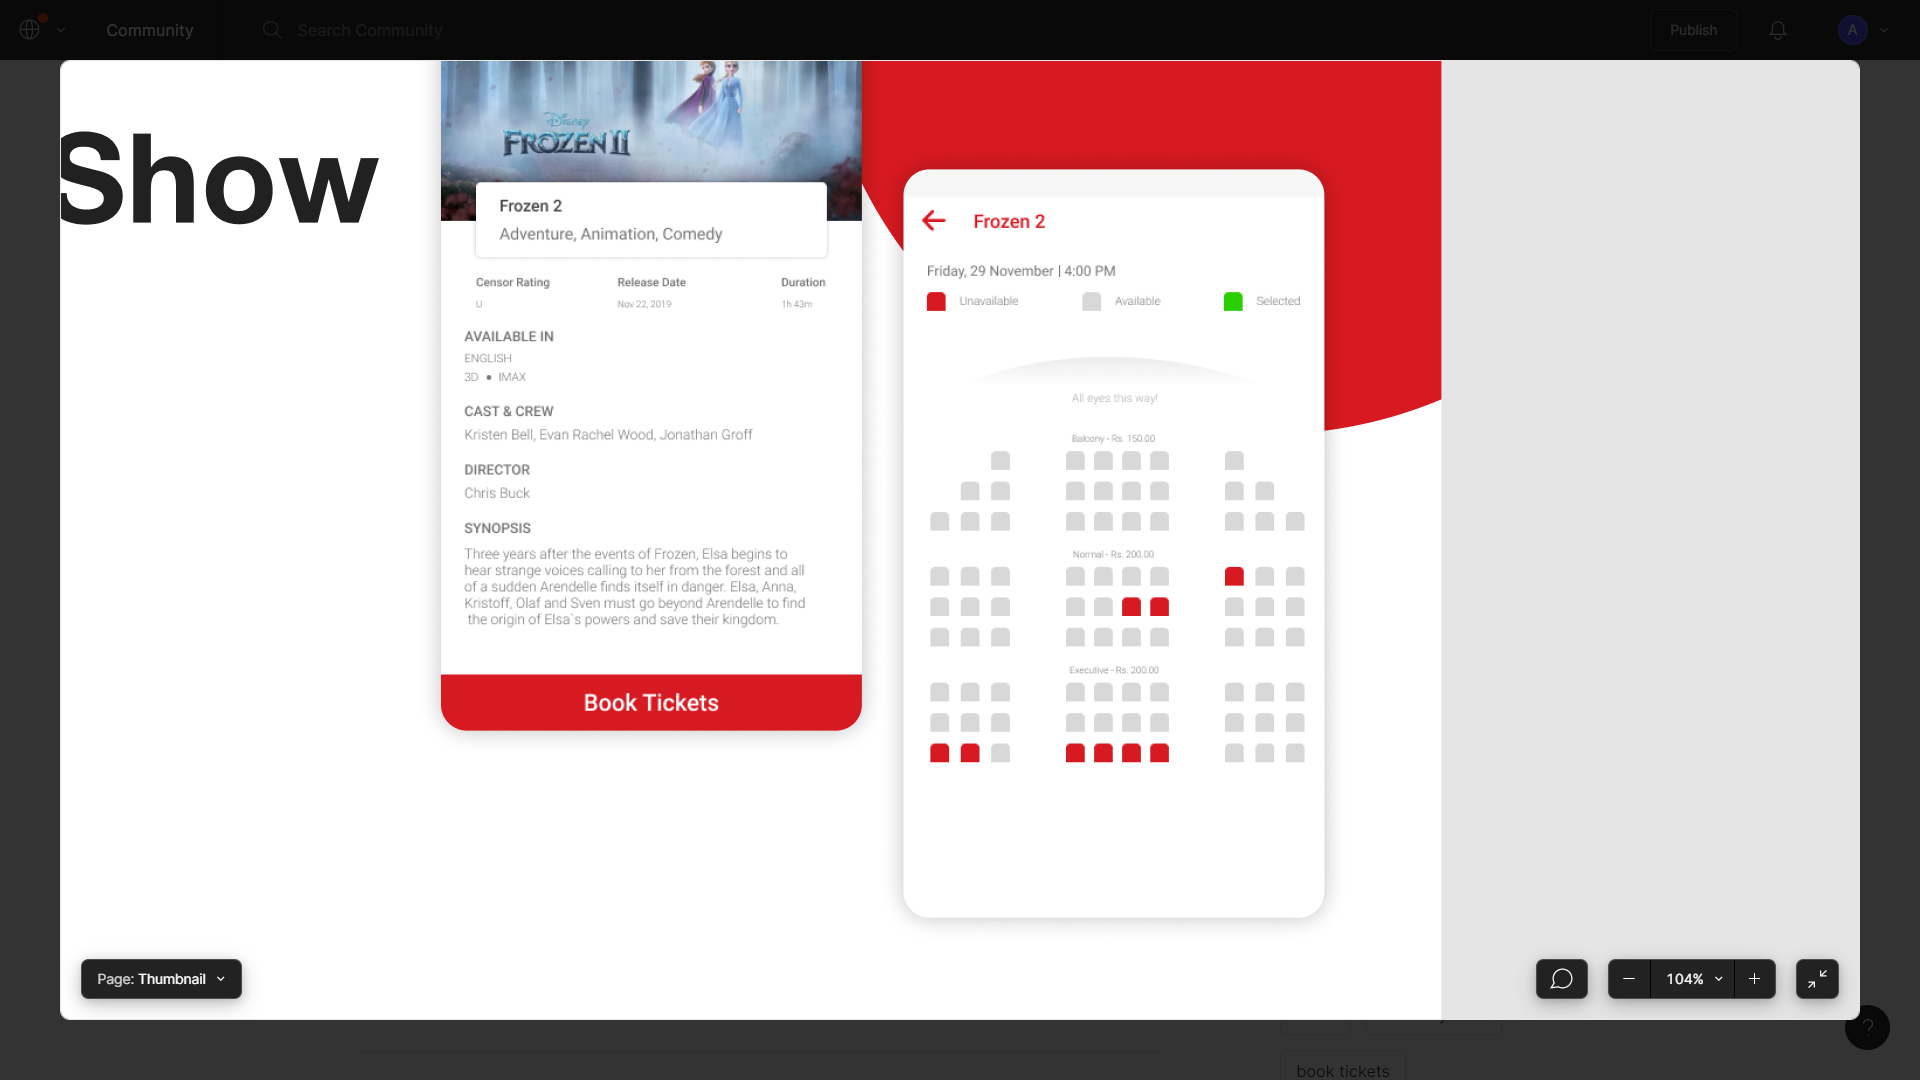 Community
Search Community
Publish
A
Show
Disney
FROZEN II
Frozen 2
Adventure, Animation, Comedy
Censor Rating
Release Date
Duration
U
Nov 22, 2019
1h 43m
AVAILABLE IN
ENGLISH
3D • IMAX
CAST & CREW
Kristen Bell, Evan Rachel Wood, Jonathan Groff
DIRECTOR
Chris Buck
SYNOPSIS
Three years after the events of Frozen, Elsa begins to
hear strange voices calling to her from the forest and all
of a sudden Arendelle finds itself in danger. Elsa, Anna,
Kristoff, Olaf and Sven must go beyond Arendelle to find
the origin of Elsa`s powers and save their kingdom.
Book Tickets
Frozen 2
Friday, 29 November | 4:00 PM
Unavailable
Available
Selected
All eyes this way!
Balcony - Rs. 150.00
Normal - Rs. 200.00
Executive - Rs. 200.00
Page: Thumbnail
104%
?
book tickets